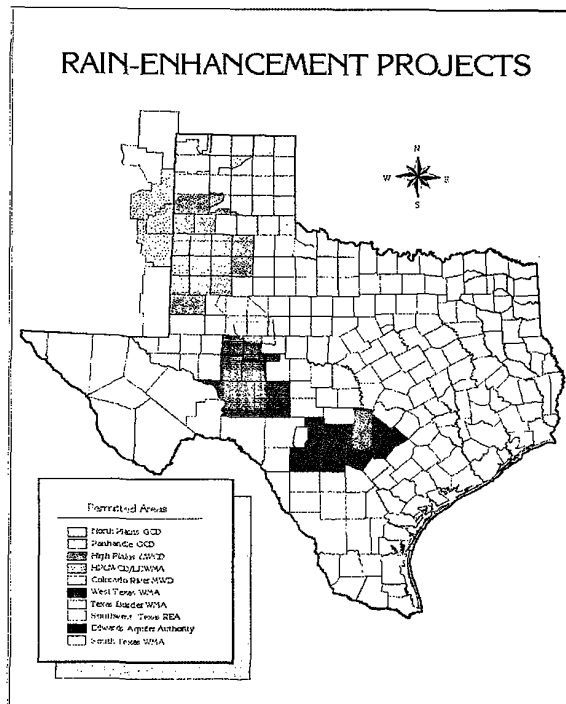 RAIN-ENHANCEMENT PROJECTS
N
W E
S
Permitted Areas
North Plains GCD
Panhandle GCD
High Plains UWCD
Colorado River MWD
West Texas WMA
Texas Border WMA
Southwest Texas REA
Edwards Aquifer Authority
South Texas WMA